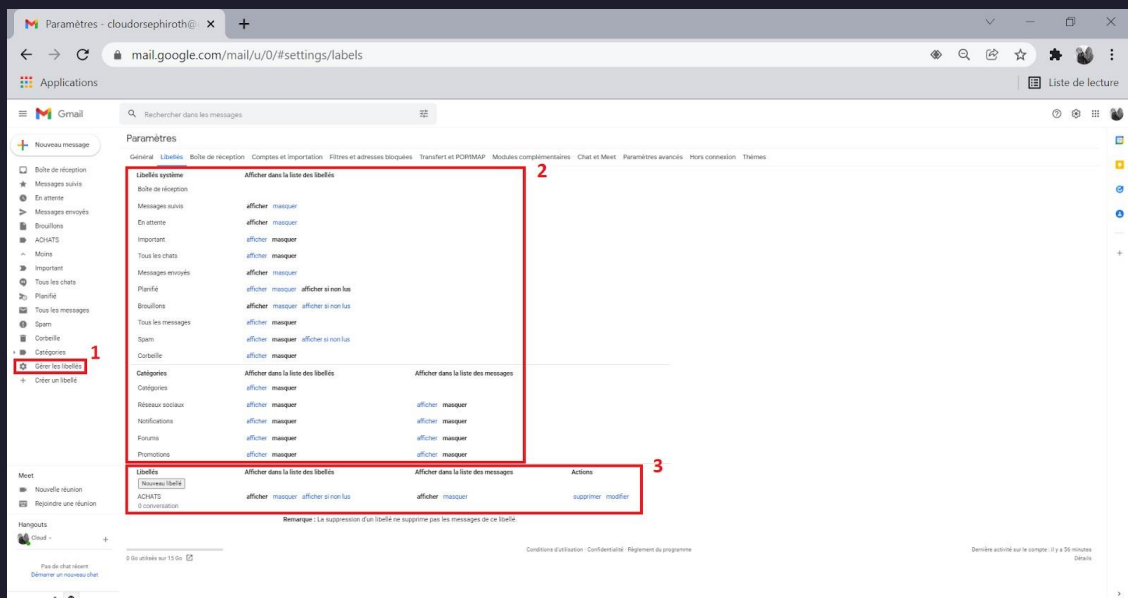 Paramètres - cloudorsephiroth@
mail.google.com/mail/u/0/#settings/labels
Applications
Liste de lecture
Gmail
Rechercher dans les messages
Nouveau message
Boîte de réception
Messages suivis
En attente
Messages envoyés
Brouillons
ACHATS
Moins
Important
Tous les chats
Planifié
Tous les messages
Spam
Corbeille
Catégories
1
Gérer les libellés
Créer un libellé
Meet
Nouvelle réunion
Rejoindre une réunion
Hangouts
Cloud
Pas de chat récent
Démarrer un nouveau chat
Paramètres
Général Libellés Boîte de réception Comptes et importation Filtres et adresses bloquées Transfert et POP/IMAP Modules complémentaires Chat et Meet Paramètres avancés Hors connexion Thèmes
2
Libellés système Afficher dans la liste des libellés
Boîte de réception
Messages suivis afficher masquer
En attente afficher masquer
Important afficher masquer
Tous les chats afficher masquer
Messages envoyés afficher masquer
Planifié afficher masquer afficher si non lus
Brouillons afficher masquer afficher si non lus
Tous les messages afficher masquer
Spam afficher masquer afficher si non lus
Corbeille afficher masquer
Catégories Afficher dans la liste des libellés Afficher dans la liste des messages
Catégories afficher masquer
Réseaux sociaux afficher masquer afficher masquer
Notifications afficher masquer afficher masquer
Forums afficher masquer afficher masquer
Promotions afficher masquer afficher masquer
3
Libellés Afficher dans la liste des libellés Afficher dans la liste des messages Actions
Nouveau libellé
ACHATS afficher masquer afficher si non lus afficher masquer supprimer modifier
0 conversation
Remarque : La suppression d'un libellé ne supprime pas les messages de ce libellé.
0 Go utilisés sur 15 Go
Conditions d'utilisation · Confidentialité · Règlement du programme
Dernière activité sur le compte : il y a 56 minutes
Détails